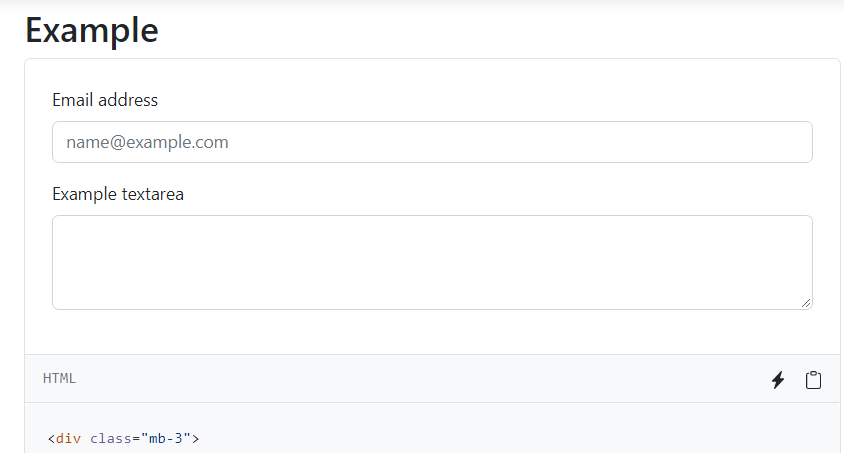 Example
Email address
name@example.com
Example textarea
HTML
<div class="mb-3">